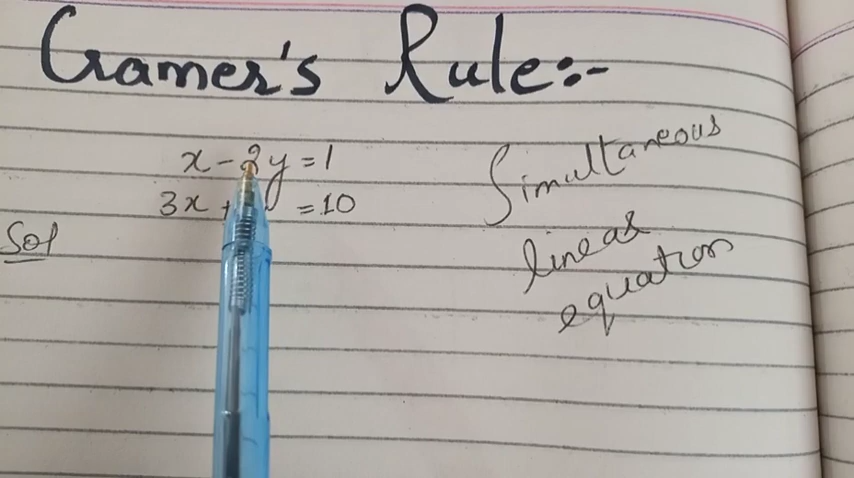 Cramer's Rule:-
x - 2y = 1
3x + = 10
Sol
Simultaneous
linear
equation